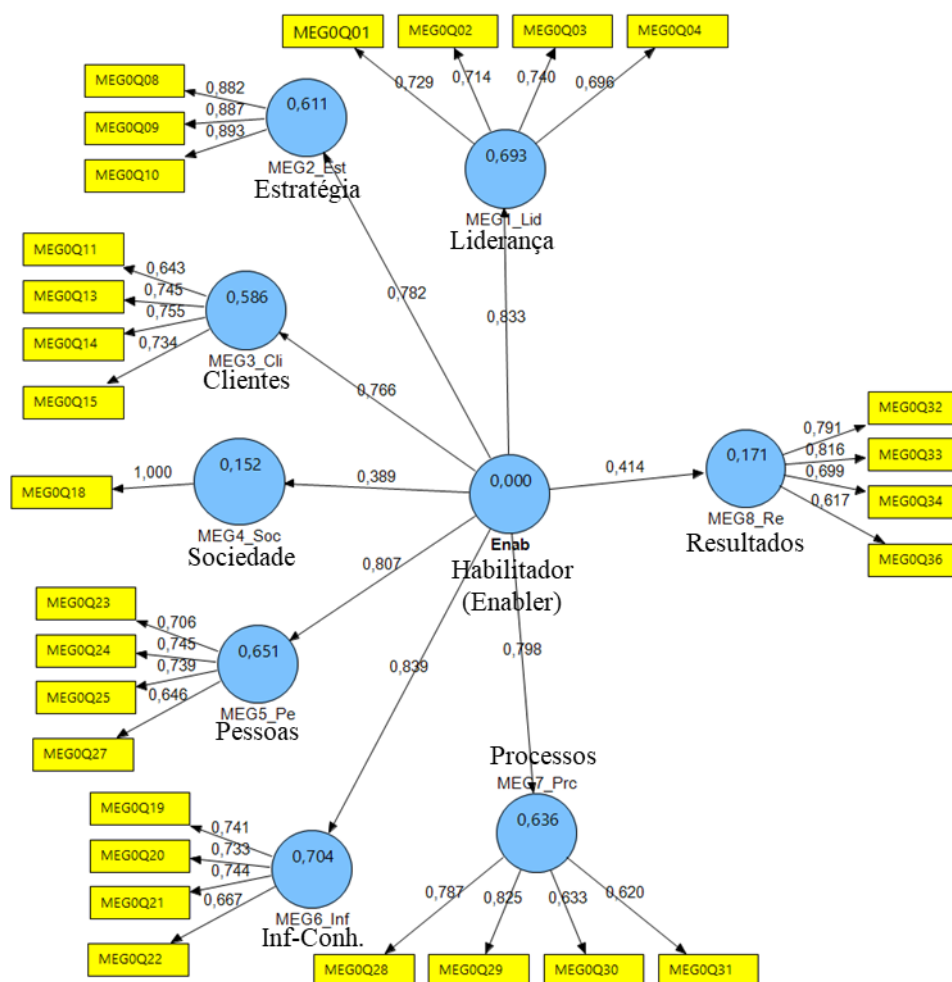 MEG0Q01
MEG0Q02
MEG0Q03
MEG0Q04
0,729
0,714
0,740
0,696
0,693
MEG1_Lid
Liderança
0,833
MEG0Q08
MEG0Q09
MEG0Q10
0,882
0,887
0,893
0,611
MEG2_Est
Estratégia
0,782
MEG0Q11
MEG0Q13
MEG0Q14
MEG0Q15
0,643
0,745
0,755
0,734
0,586
MEG3_Cli
Clientes
0,766
MEG0Q18
1,000
0,152
MEG4_Soc
Sociedade
0,389
0,000
Enab
Habilitador
(Enabler)
0,414
0,171
MEG8_Re
Resultados
0,791
0,816
0,699
0,617
MEG0Q32
MEG0Q33
MEG0Q34
MEG0Q36
MEG0Q23
MEG0Q24
MEG0Q25
MEG0Q27
0,706
0,745
0,739
0,646
0,651
MEG5_Pe
Pessoas
0,807
MEG0Q19
MEG0Q20
MEG0Q21
MEG0Q22
0,741
0,733
0,744
0,667
0,704
MEG6_Inf
Inf-Conh.
0,839
0,798
Processos
MEG7_Prc
0,636
0,787
0,825
0,633
0,620
MEG0Q28
MEG0Q29
MEG0Q30
MEG0Q31